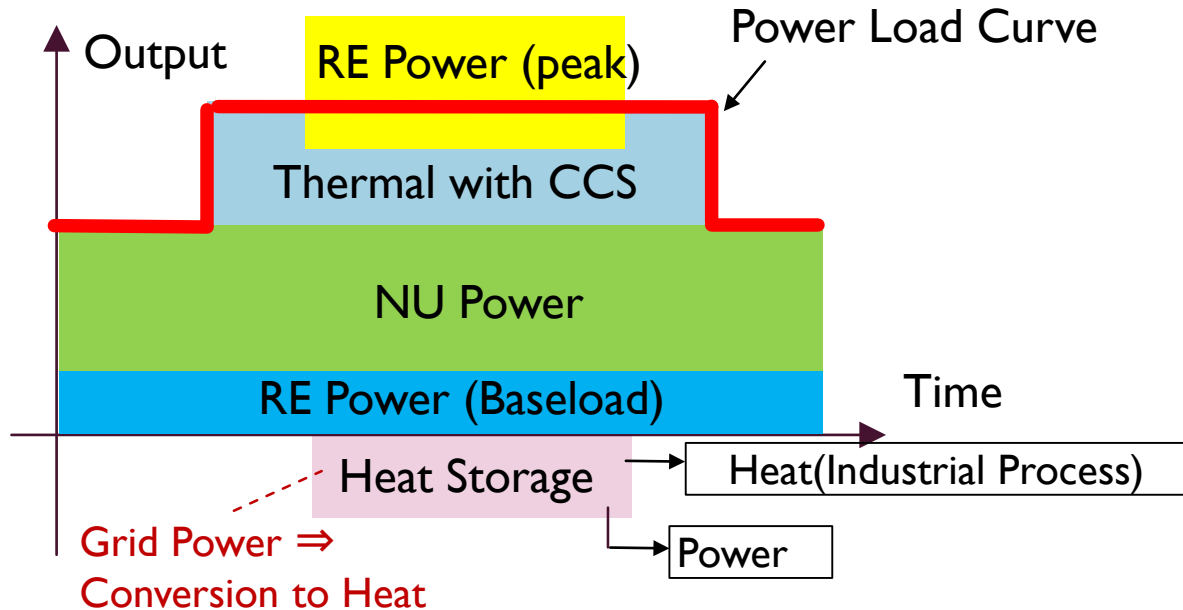 Output
RE Power (peak)
Power Load Curve
Thermal with CCS
NU Power
RE Power (Baseload)
Time
Heat Storage
Heat(Industrial Process)
Grid Power ⇒
Conversion to Heat
Power